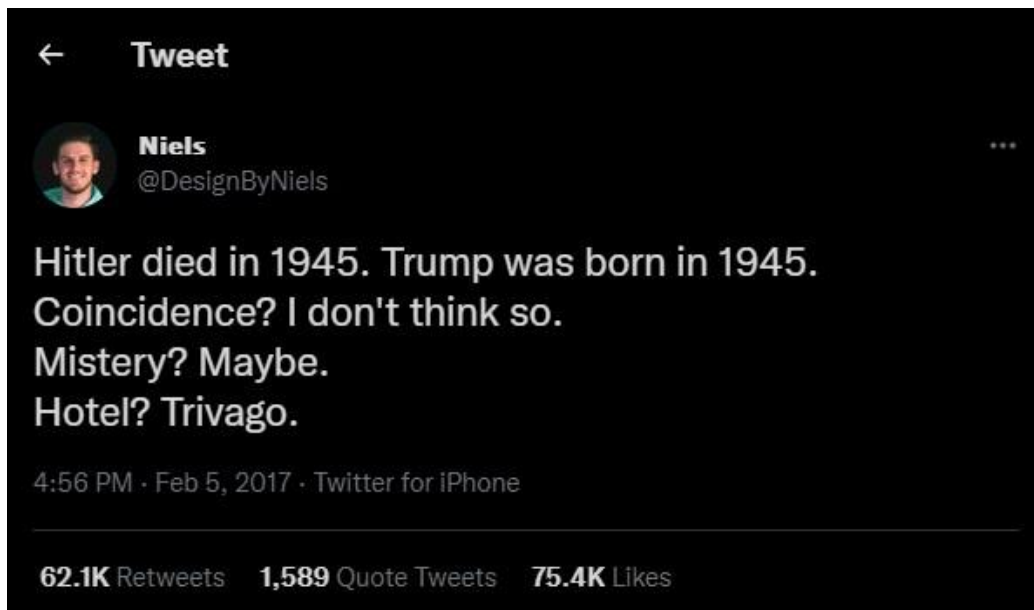 ← Tweet
Niels
@DesignByNiels
Hitler died in 1945. Trump was born in 1945.
Coincidence? I don't think so.
Mistery? Maybe.
Hotel? Trivago.
4:56 PM · Feb 5, 2017 · Twitter for iPhone
62.1K Retweets 1,589 Quote Tweets 75.4K Likes